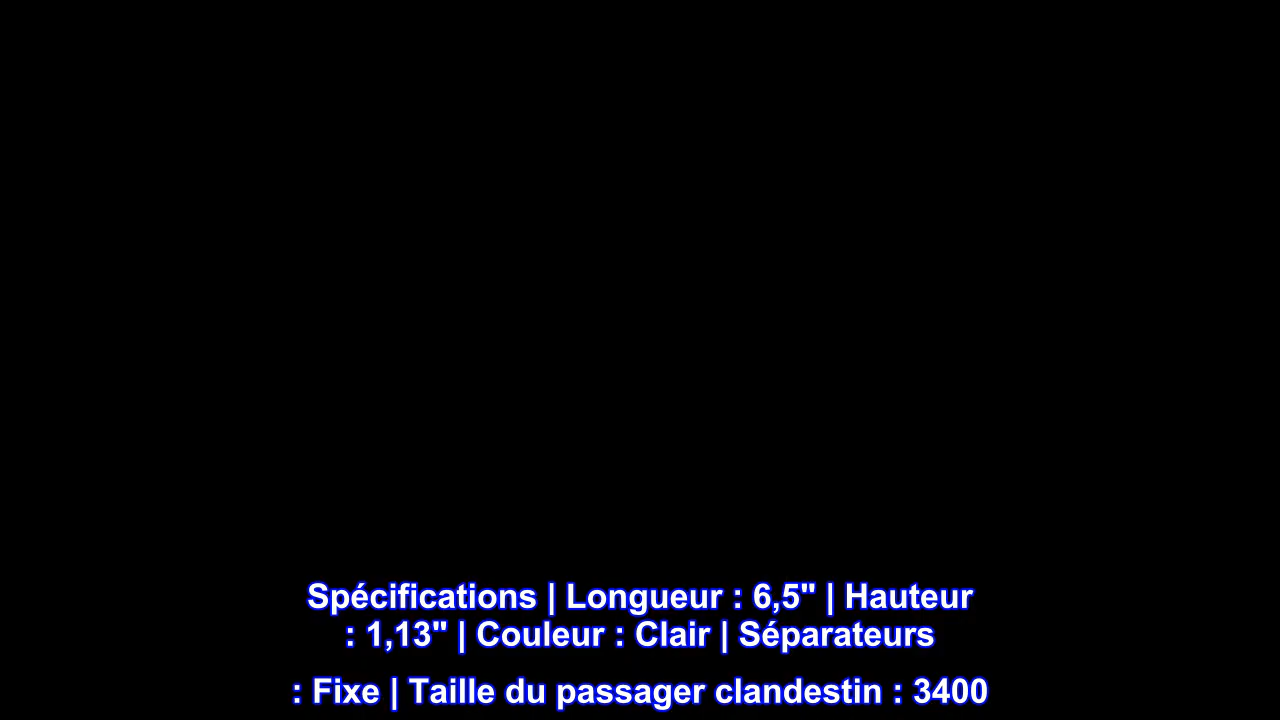 Spécifications | Longueur : 6,5" | Hauteur
: 1,13" | Couleur : Clair | Séparateurs
: Fixe | Taille du passager clandestin : 3400